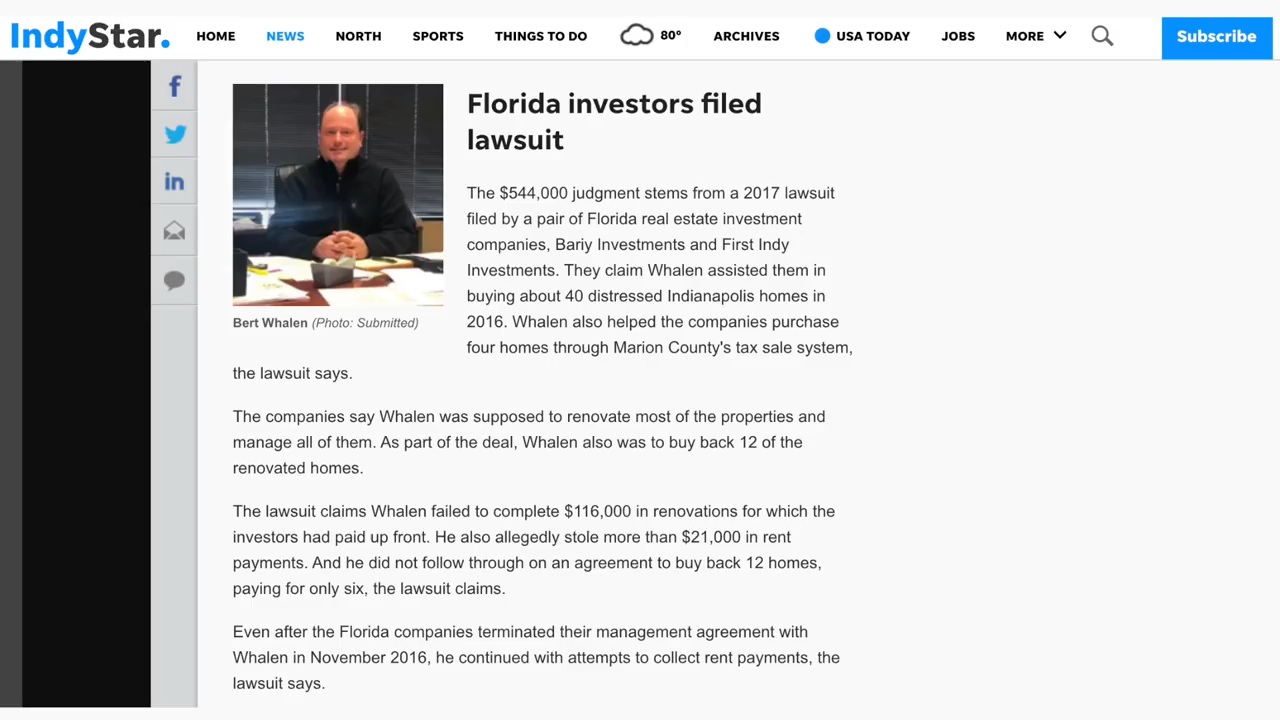 IndyStar. HOME NEWS NORTH SPORTS THINGS TO DO 80° ARCHIVES USA TODAY JOBS MORE Subscribe
Florida investors filed
lawsuit
The $544,000 judgment stems from a 2017 lawsuit
filed by a pair of Florida real estate investment
companies, Bariy Investments and First Indy
Investments. They claim Whalen assisted them in
buying about 40 distressed Indianapolis homes in
2016. Whalen also helped the companies purchase
four homes through Marion County's tax sale system,
the lawsuit says.
Bert Whalen (Photo: Submitted)
The companies say Whalen was supposed to renovate most of the properties and
manage all of them. As part of the deal, Whalen also was to buy back 12 of the
renovated homes.
The lawsuit claims Whalen failed to complete $116,000 in renovations for which the
investors had paid up front. He also allegedly stole more than $21,000 in rent
payments. And he did not follow through on an agreement to buy back 12 homes,
paying for only six, the lawsuit claims.
Even after the Florida companies terminated their management agreement with
Whalen in November 2016, he continued with attempts to collect rent payments, the
lawsuit says.